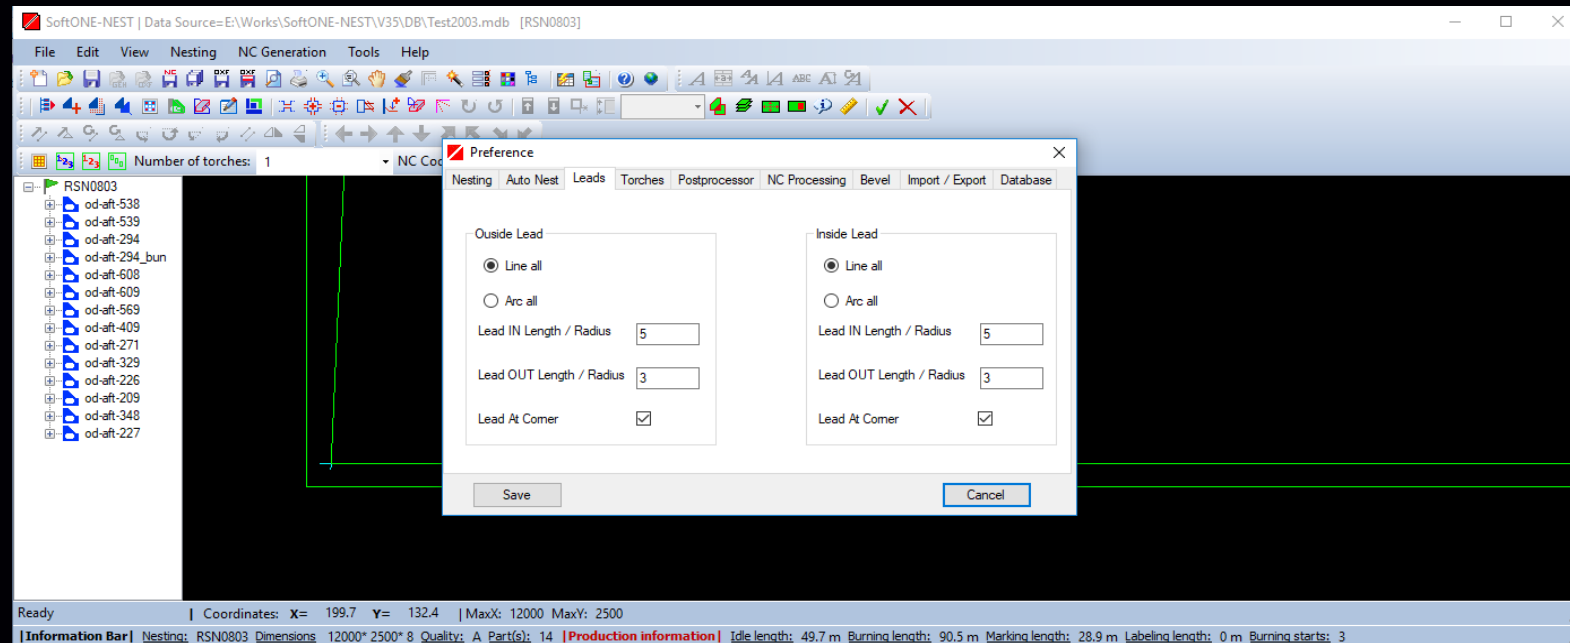 SoftONE-NEST | Data Source=E:\Works\SoftONE-NEST\V35\DB\Test2003.mdb [RSN0803]
File Edit View Nesting NC Generation Tools Help
Number of torches: 1 NC Coo
Preference
Nesting Auto Nest Leads Torches Postprocessor NC Processing Bevel Import / Export Database
RSN0803
od-aft-538
od-aft-539
od-aft-294
od-aft-294_bun
od-aft-608
od-aft-609
od-aft-569
od-aft-409
od-aft-271
od-aft-329
od-aft-226
od-aft-209
od-aft-348
od-aft-227
Ouside Lead
Line all
Arc all
Lead IN Length / Radius 5
Lead OUT Length / Radius 3
Lead At Corner
Inside Lead
Line all
Arc all
Lead IN Length / Radius 5
Lead OUT Length / Radius 3
Lead At Corner
Save Cancel
Ready | Coordinates: X= 199.7 Y= 132.4 | MaxX: 12000 MaxY: 2500
|Information Bar| Nesting: RSN0803 Dimensions 12000* 2500* 8 Quality: A Part(s): 14 |Production information| Idle length: 49.7 m Burning length: 90.5 m Marking length: 28.9 m Labeling length: 0 m Burning starts: 3